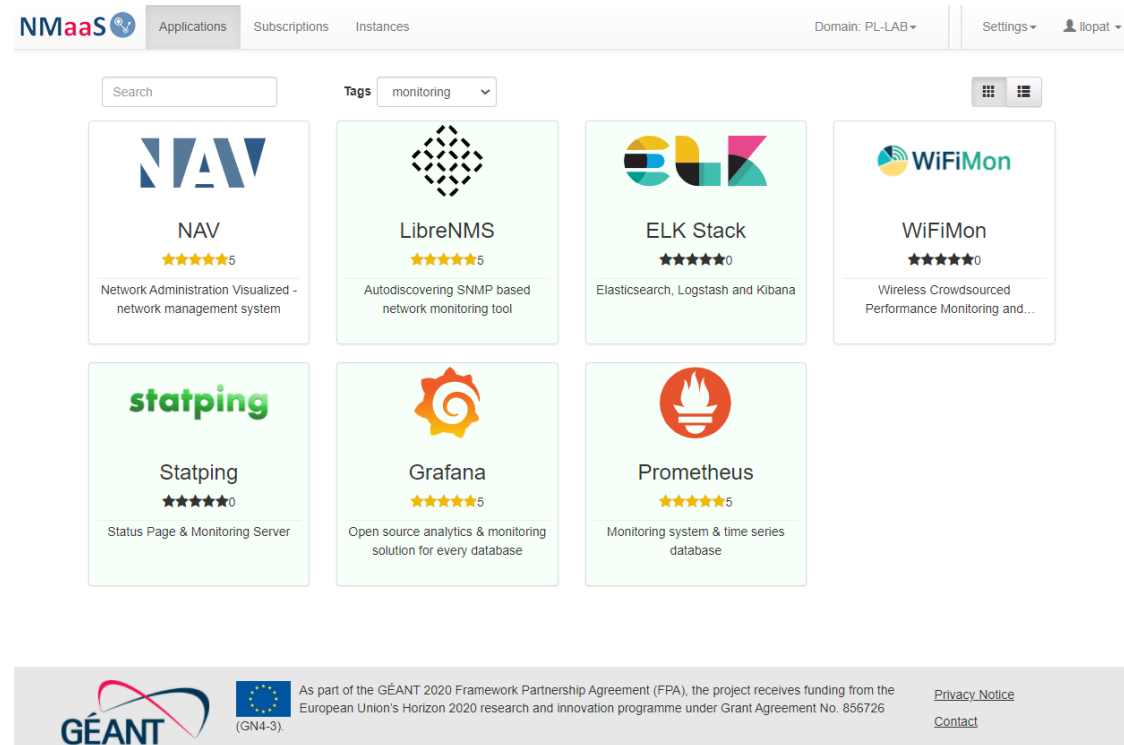 NMaaS Applications Subscriptions Instances Domain: PL-LAB Settings llopat
Search Tags monitoring
NAV ELK WiFiMon
NAV LibreNMS ELK Stack WiFiMon
5 5 0 0
Network Administration Visualized - network management system
Autodiscovering SNMP based network monitoring tool
Elasticsearch, Logstash and Kibana
Wireless Crowdsourced Performance Monitoring and...
statping
Statping Grafana Prometheus
0 5 5
Status Page & Monitoring Server
Open source analytics & monitoring solution for every database
Monitoring system & time series database
GÉANT
As part of the GÉANT 2020 Framework Partnership Agreement (FPA), the project receives funding from the
European Union's Horizon 2020 research and innovation programme under Grant Agreement No. 856726
(GN4-3).
Privacy Notice
Contact